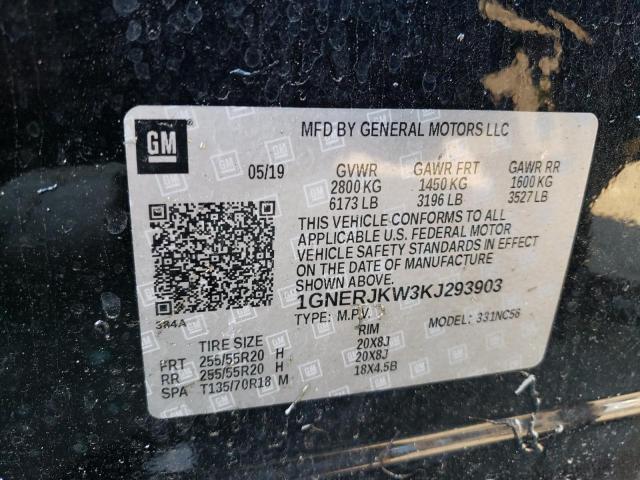 GM
MFD BY GENERAL MOTORS LLC
05/19 GVWR GAWR FRT GAWR RR
2800 KG 1450 KG 1600 KG
6173 LB 3196 LB 3527 LB
THIS VEHICLE CONFORMS TO ALL
APPLICABLE U.S. FEDERAL MOTOR
VEHICLE SAFETY STANDARDS IN EFFECT
ON THE DATE OF MANUFACTURE
SHOWN ABOVE.
1GNERJKW3KJ293903
TYPE: M.P.V. MODEL: 331NC56
384A
TIRE SIZE RIM
FRT 255/55R20 H 20X8J
RR 255/55R20 H 20X8J
SPA T135/70R18 M 18X4.5B